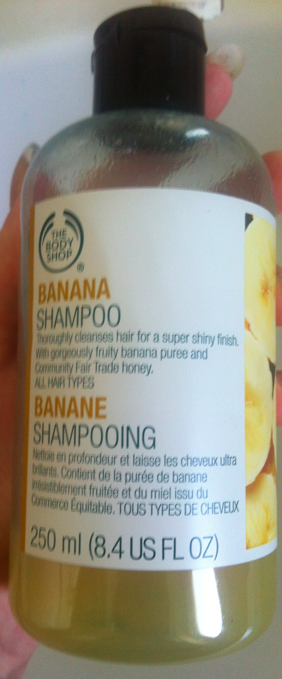 THE
BODY
SHOP
®
BANANA
SHAMPOO
Thoroughly cleanses hair for a super shiny finish.
With gorgeously fruity banana puree and
Community Fair Trade honey.
ALL HAIR TYPES
BANANE
SHAMPOOING
Nettoie en profondeur et laisse les cheveux ultra
brillants. Contient de la purée de banane
irrésistiblement fruitée et du miel issu du
Commerce Équitable. TOUS TYPES DE CHEVEUX
250 ml (8.4 US FL OZ)